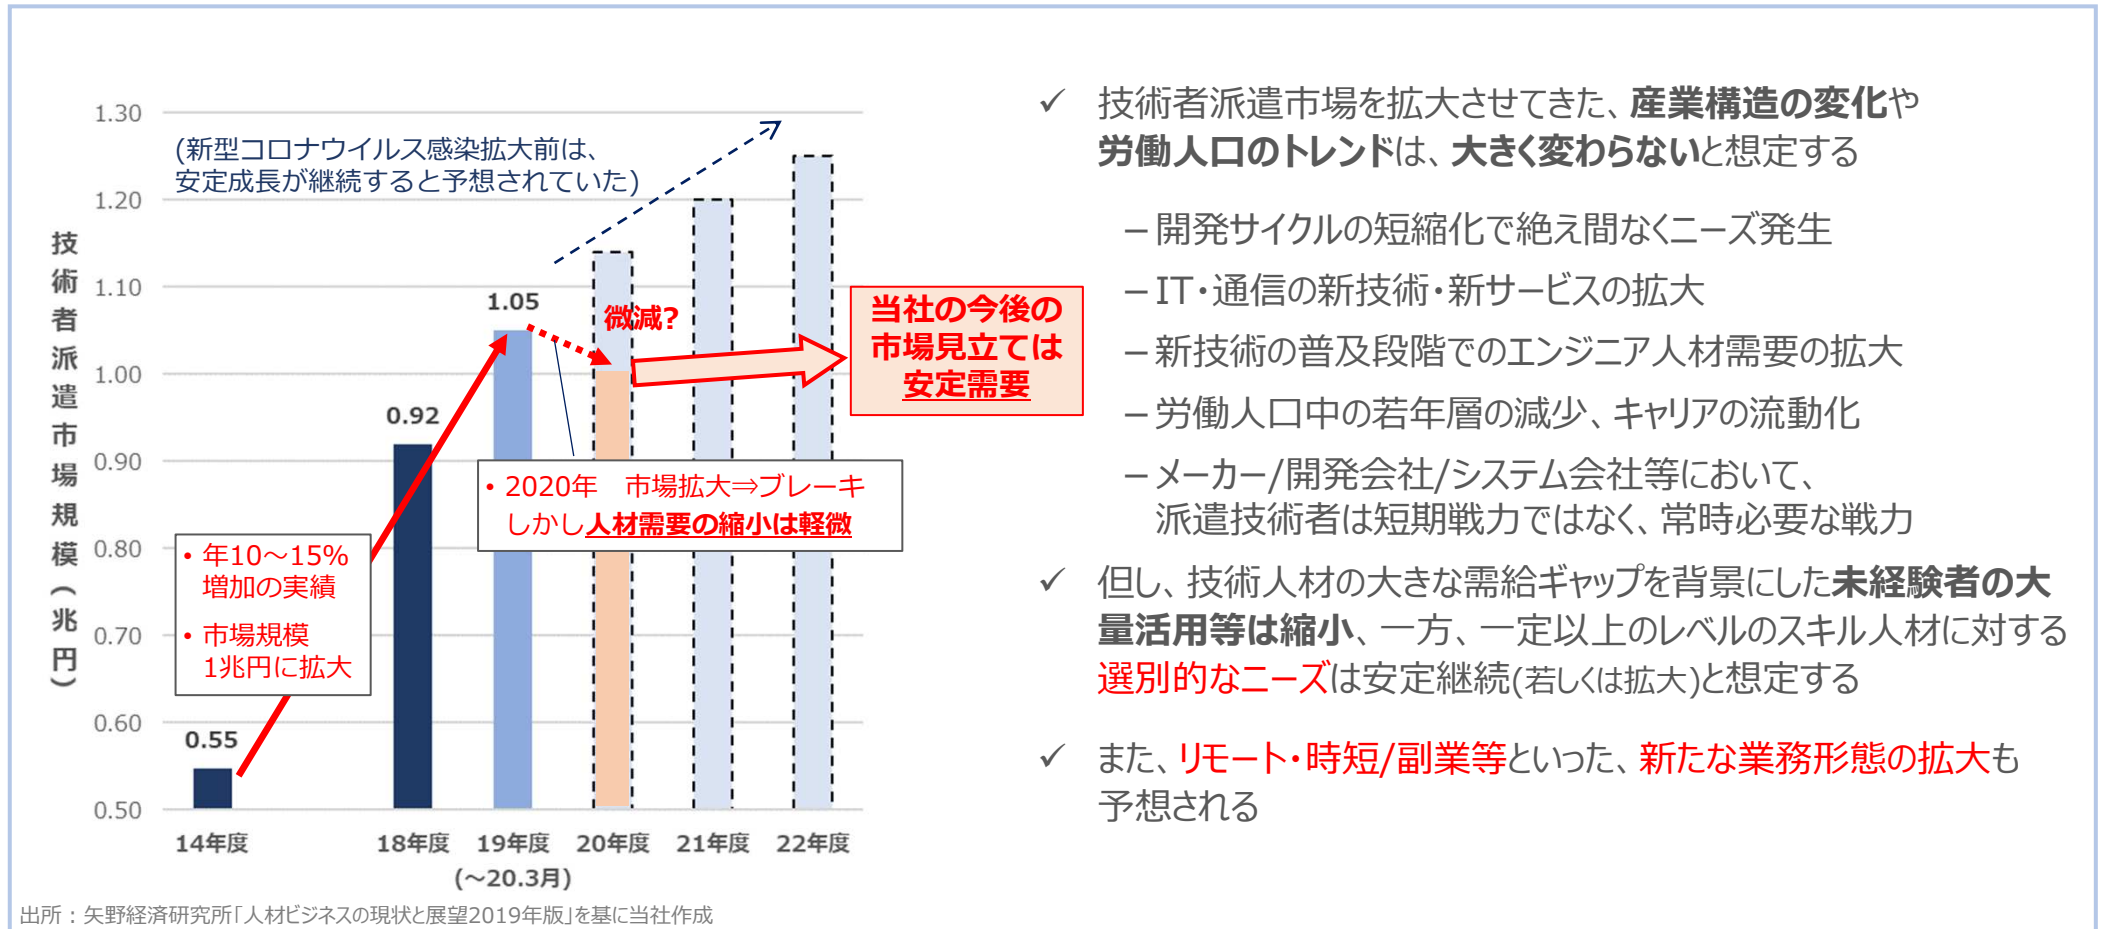 技術者派遣市場規模(兆円)
1.30
1.20
1.10
1.00
0.90
0.80
0.70
0.60
0.50
(新型コロナウイルス感染拡大前は、
安定成長が継続すると予想されていた)
0.55
0.92
1.05
微減?
当社の今後の
市場見立ては
安定需要
• 2020年　市場拡大⇒ブレーキ
しかし人材需要の縮小は軽微
• 年10～15%
増加の実績
• 市場規模
1兆円に拡大
14年度
18年度
19年度
20年度
21年度
22年度
(～20.3月)
出所：矢野経済研究所「人材ビジネスの現状と展望2019年版」を基に当社作成
✓ 技術者派遣市場を拡大させてきた、産業構造の変化や
労働人口のトレンドは、大きく変わらないと想定する
– 開発サイクルの短縮化で絶え間なくニーズ発生
– IT・通信の新技術・新サービスの拡大
– 新技術の普及段階でのエンジニア人材需要の拡大
– 労働人口中の若年層の減少、キャリアの流動化
– メーカー/開発会社/システム会社等において、
派遣技術者は短期戦力ではなく、常時必要な戦力
✓ 但し、技術人材の大きな需給ギャップを背景にした未経験者の大
量活用等は縮小、一方、一定以上のレベルのスキル人材に対する
選別的なニーズは安定継続(若しくは拡大)と想定する
✓ また、リモート・時短/副業等といった、新たな業務形態の拡大も
予想される